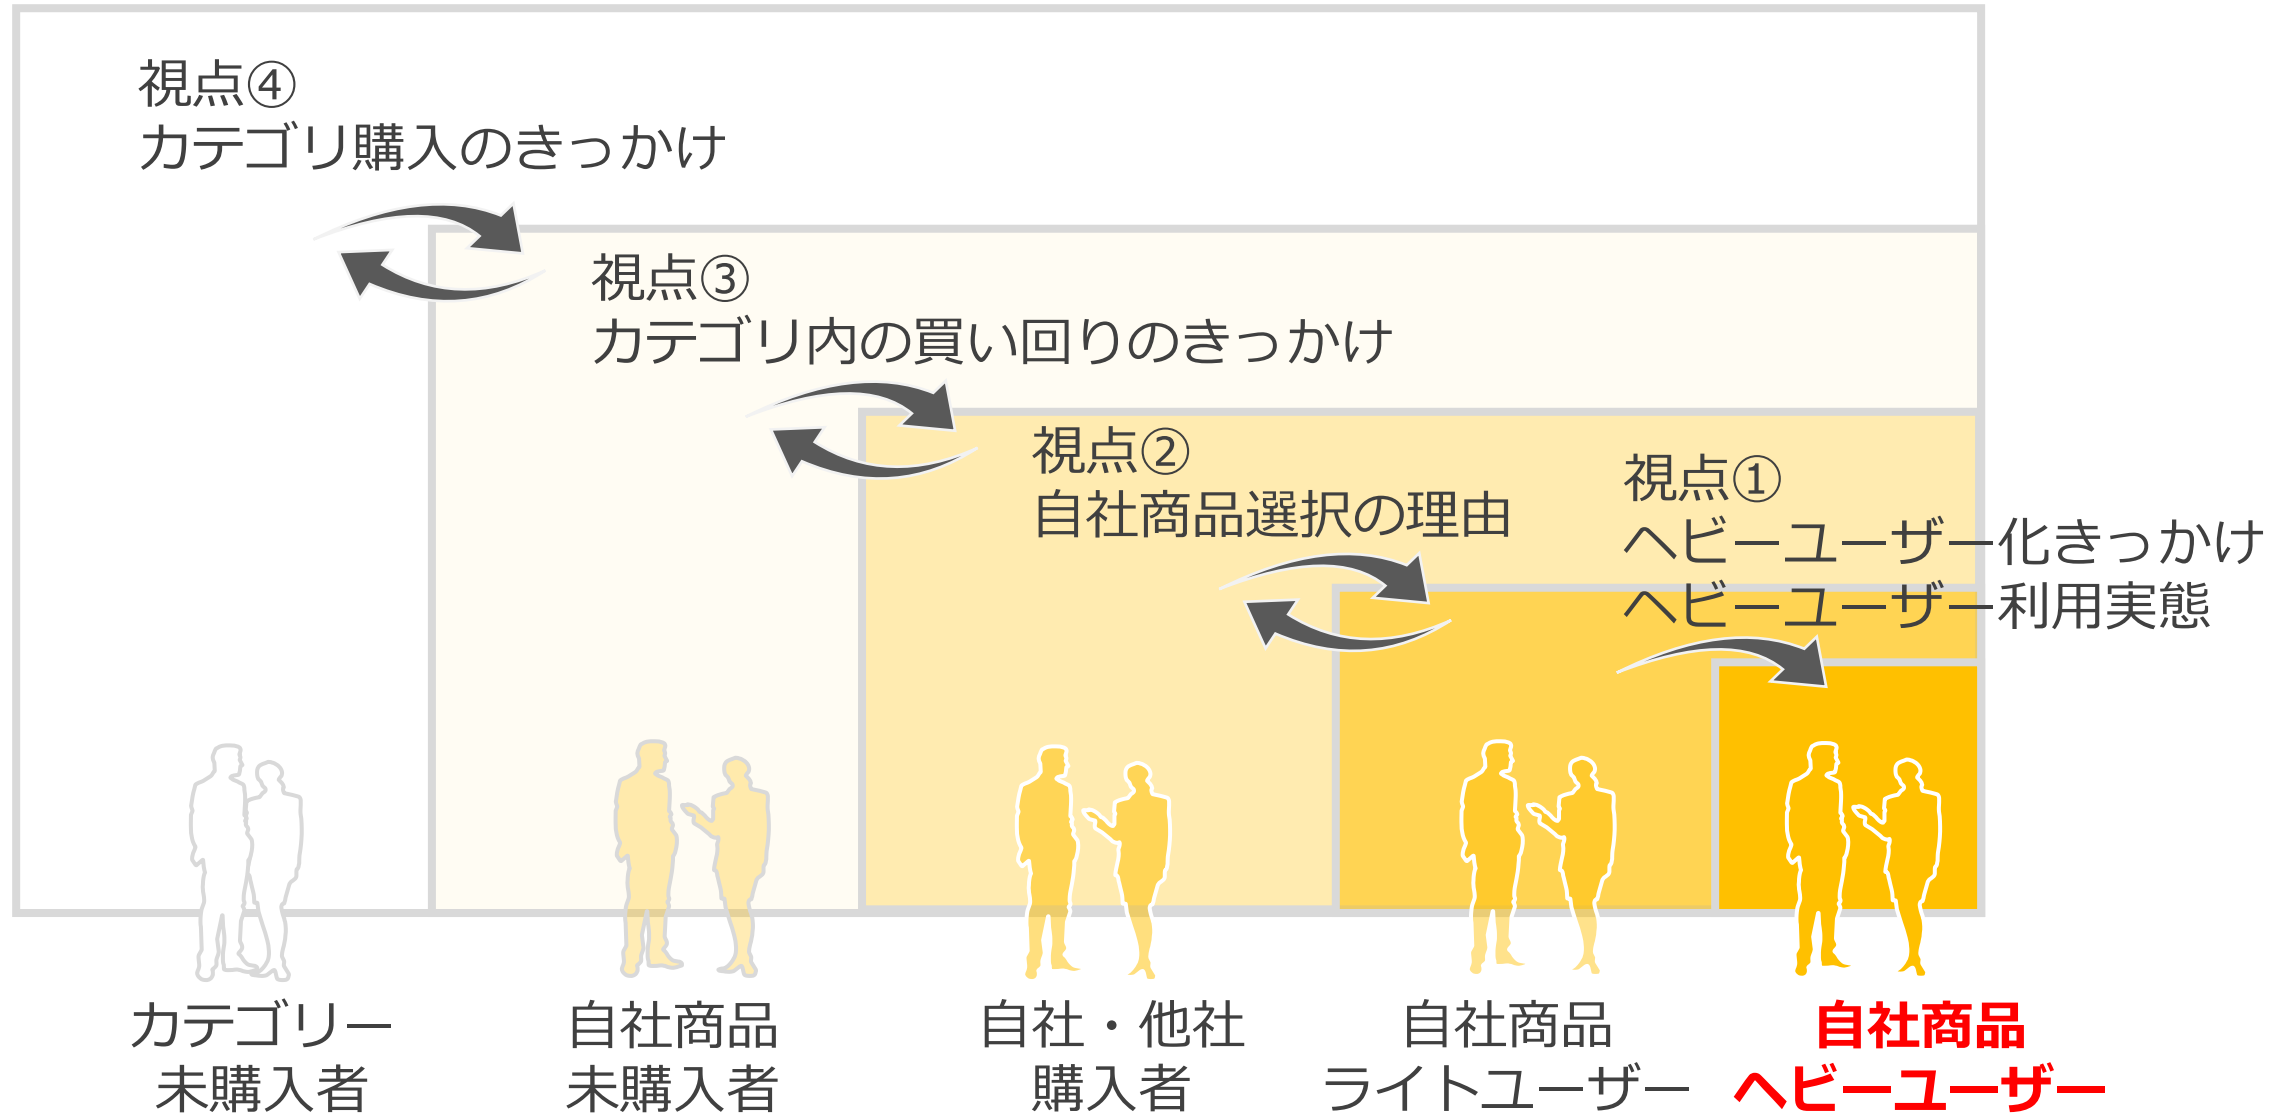 視点④
カテゴリ購入のきっかけ
視点③
カテゴリ内の買い回りのきっかけ
視点②
自社商品選択の理由
視点①
ヘビーユーザー化きっかけ
ヘビーユーザー利用実態
カテゴリー
未購入者
自社商品
未購入者
自社・他社
購入者
自社商品
ライトユーザー
自社商品
ヘビーユーザー